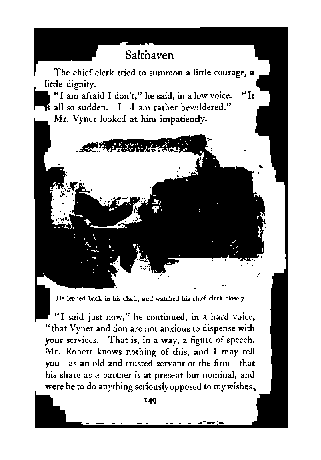 Salthaven
The chief clerk tried to summon a little courage, a
little dignity.
"I am afraid I don't," he said, in a low voice. "It
is all so sudden. I—I am rather bewildered."
Mr. Vyner looked at him impatiently.
He leaned back in his chair, and watched his chief clerk closely
"I said just now," he continued, in a hard voice,
"that Vyner and Son are not anxious to dispense with
your services. That is, in a way, a figure of speech.
Mr. Robert knows nothing of this, and I may tell
you—as an old and trusted servant of the firm—that
his share as a partner is at present but nominal, and
were he to do anything seriously opposed to my wishes,
149